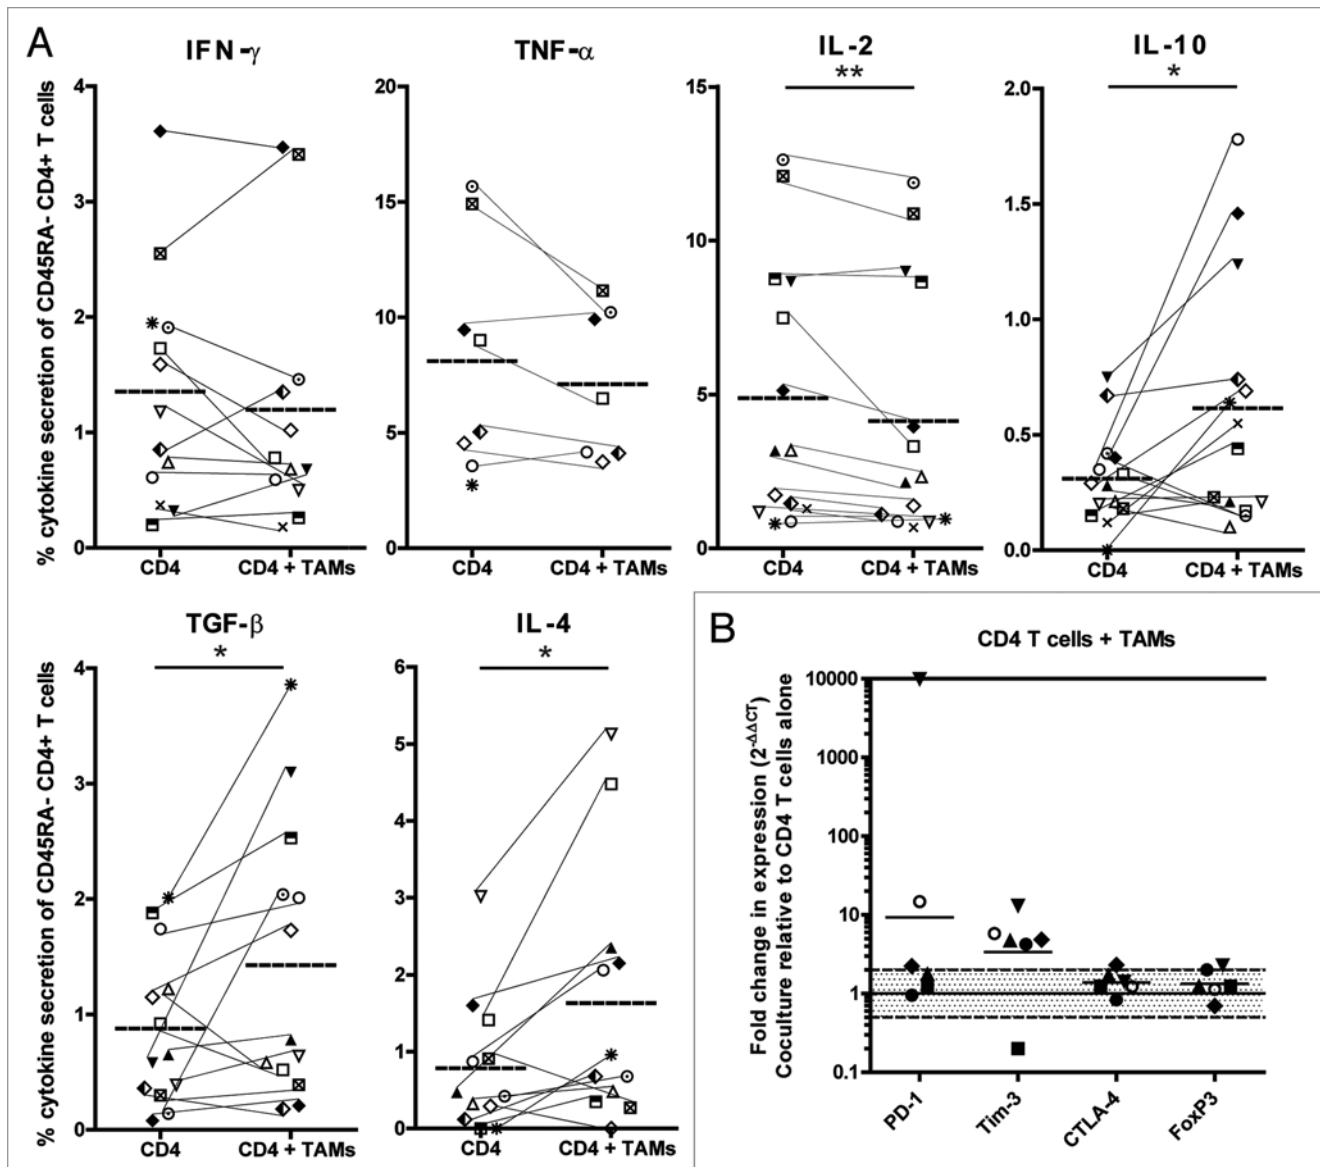 A
IFN-γ
TNF-α
IL-2
IL-10
**
*
% cytokine secretion of CD45RA- CD4+ T cells
4
3
2
1
0
20
15
10
5
0
15
10
5
0
2.0
1.5
1.0
0.5
0.0
CD4
CD4 + TAMs
CD4
CD4 + TAMs
CD4
CD4 + TAMs
CD4
CD4 + TAMs
TGF-β
IL-4
*
*
% cytokine secretion of CD45RA- CD4+ T cells
4
3
2
1
0
6
5
4
3
2
1
0
CD4
CD4 + TAMs
CD4
CD4 + TAMs
B
CD4 T cells + TAMs
Fold change in expression (2^-ΔΔCT)
Coculture relative to CD4 T cells alone
10000
1000
100
10
1
0.1
PD-1
Tim-3
CTLA-4
FoxP3